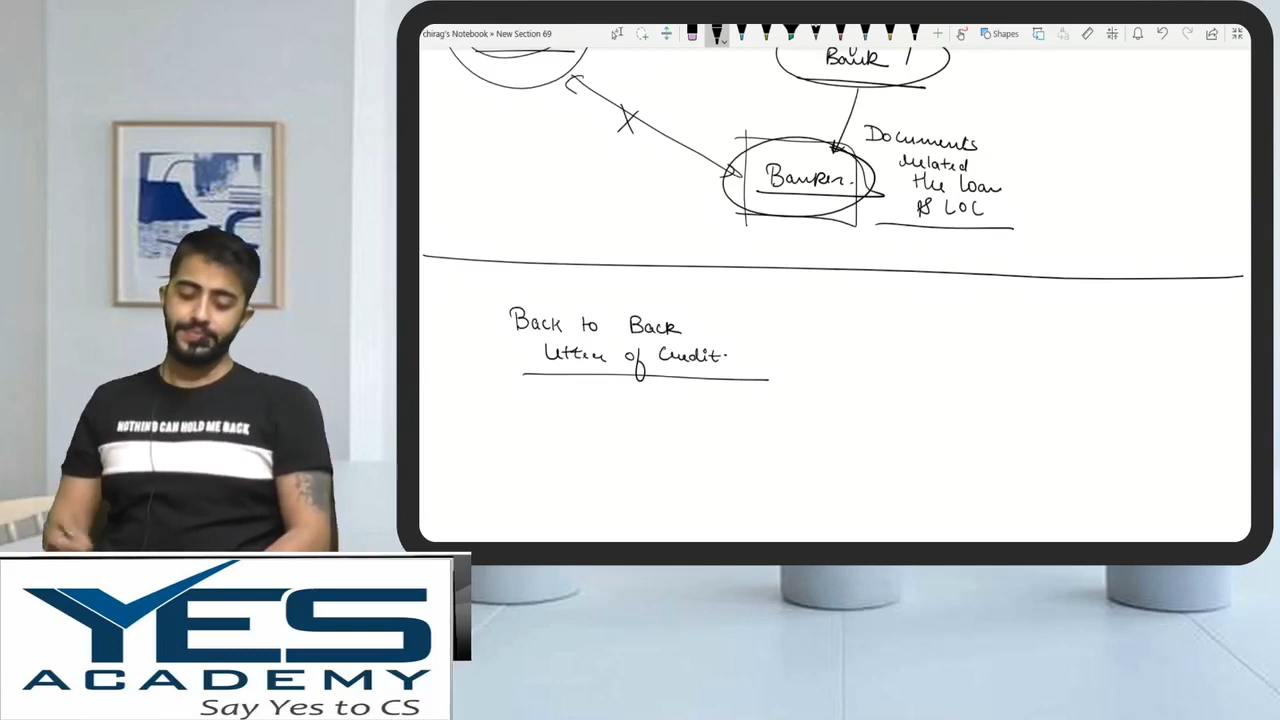 chirag's Notebook » New Section 69
Shapes
Bank 1
Documents
related
the loan
& LOC
Banker.
Back to Back
letter of Credit.
NOTHING CAN HOLD ME BACK
YES
ACADEMY
Say Yes to CS